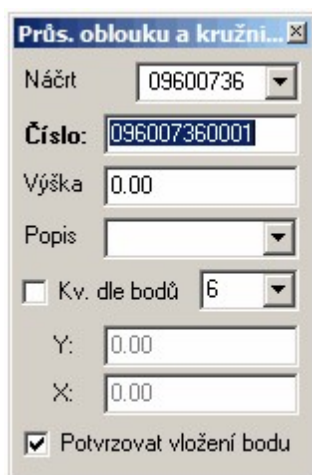 Průs. oblouku a kružni...
Náčrt 09600736
Číslo: 096007360001
Výška 0.00
Popis
Kv. dle bodů 6
Y: 0.00
X: 0.00
Potvrzovat vložení bodu